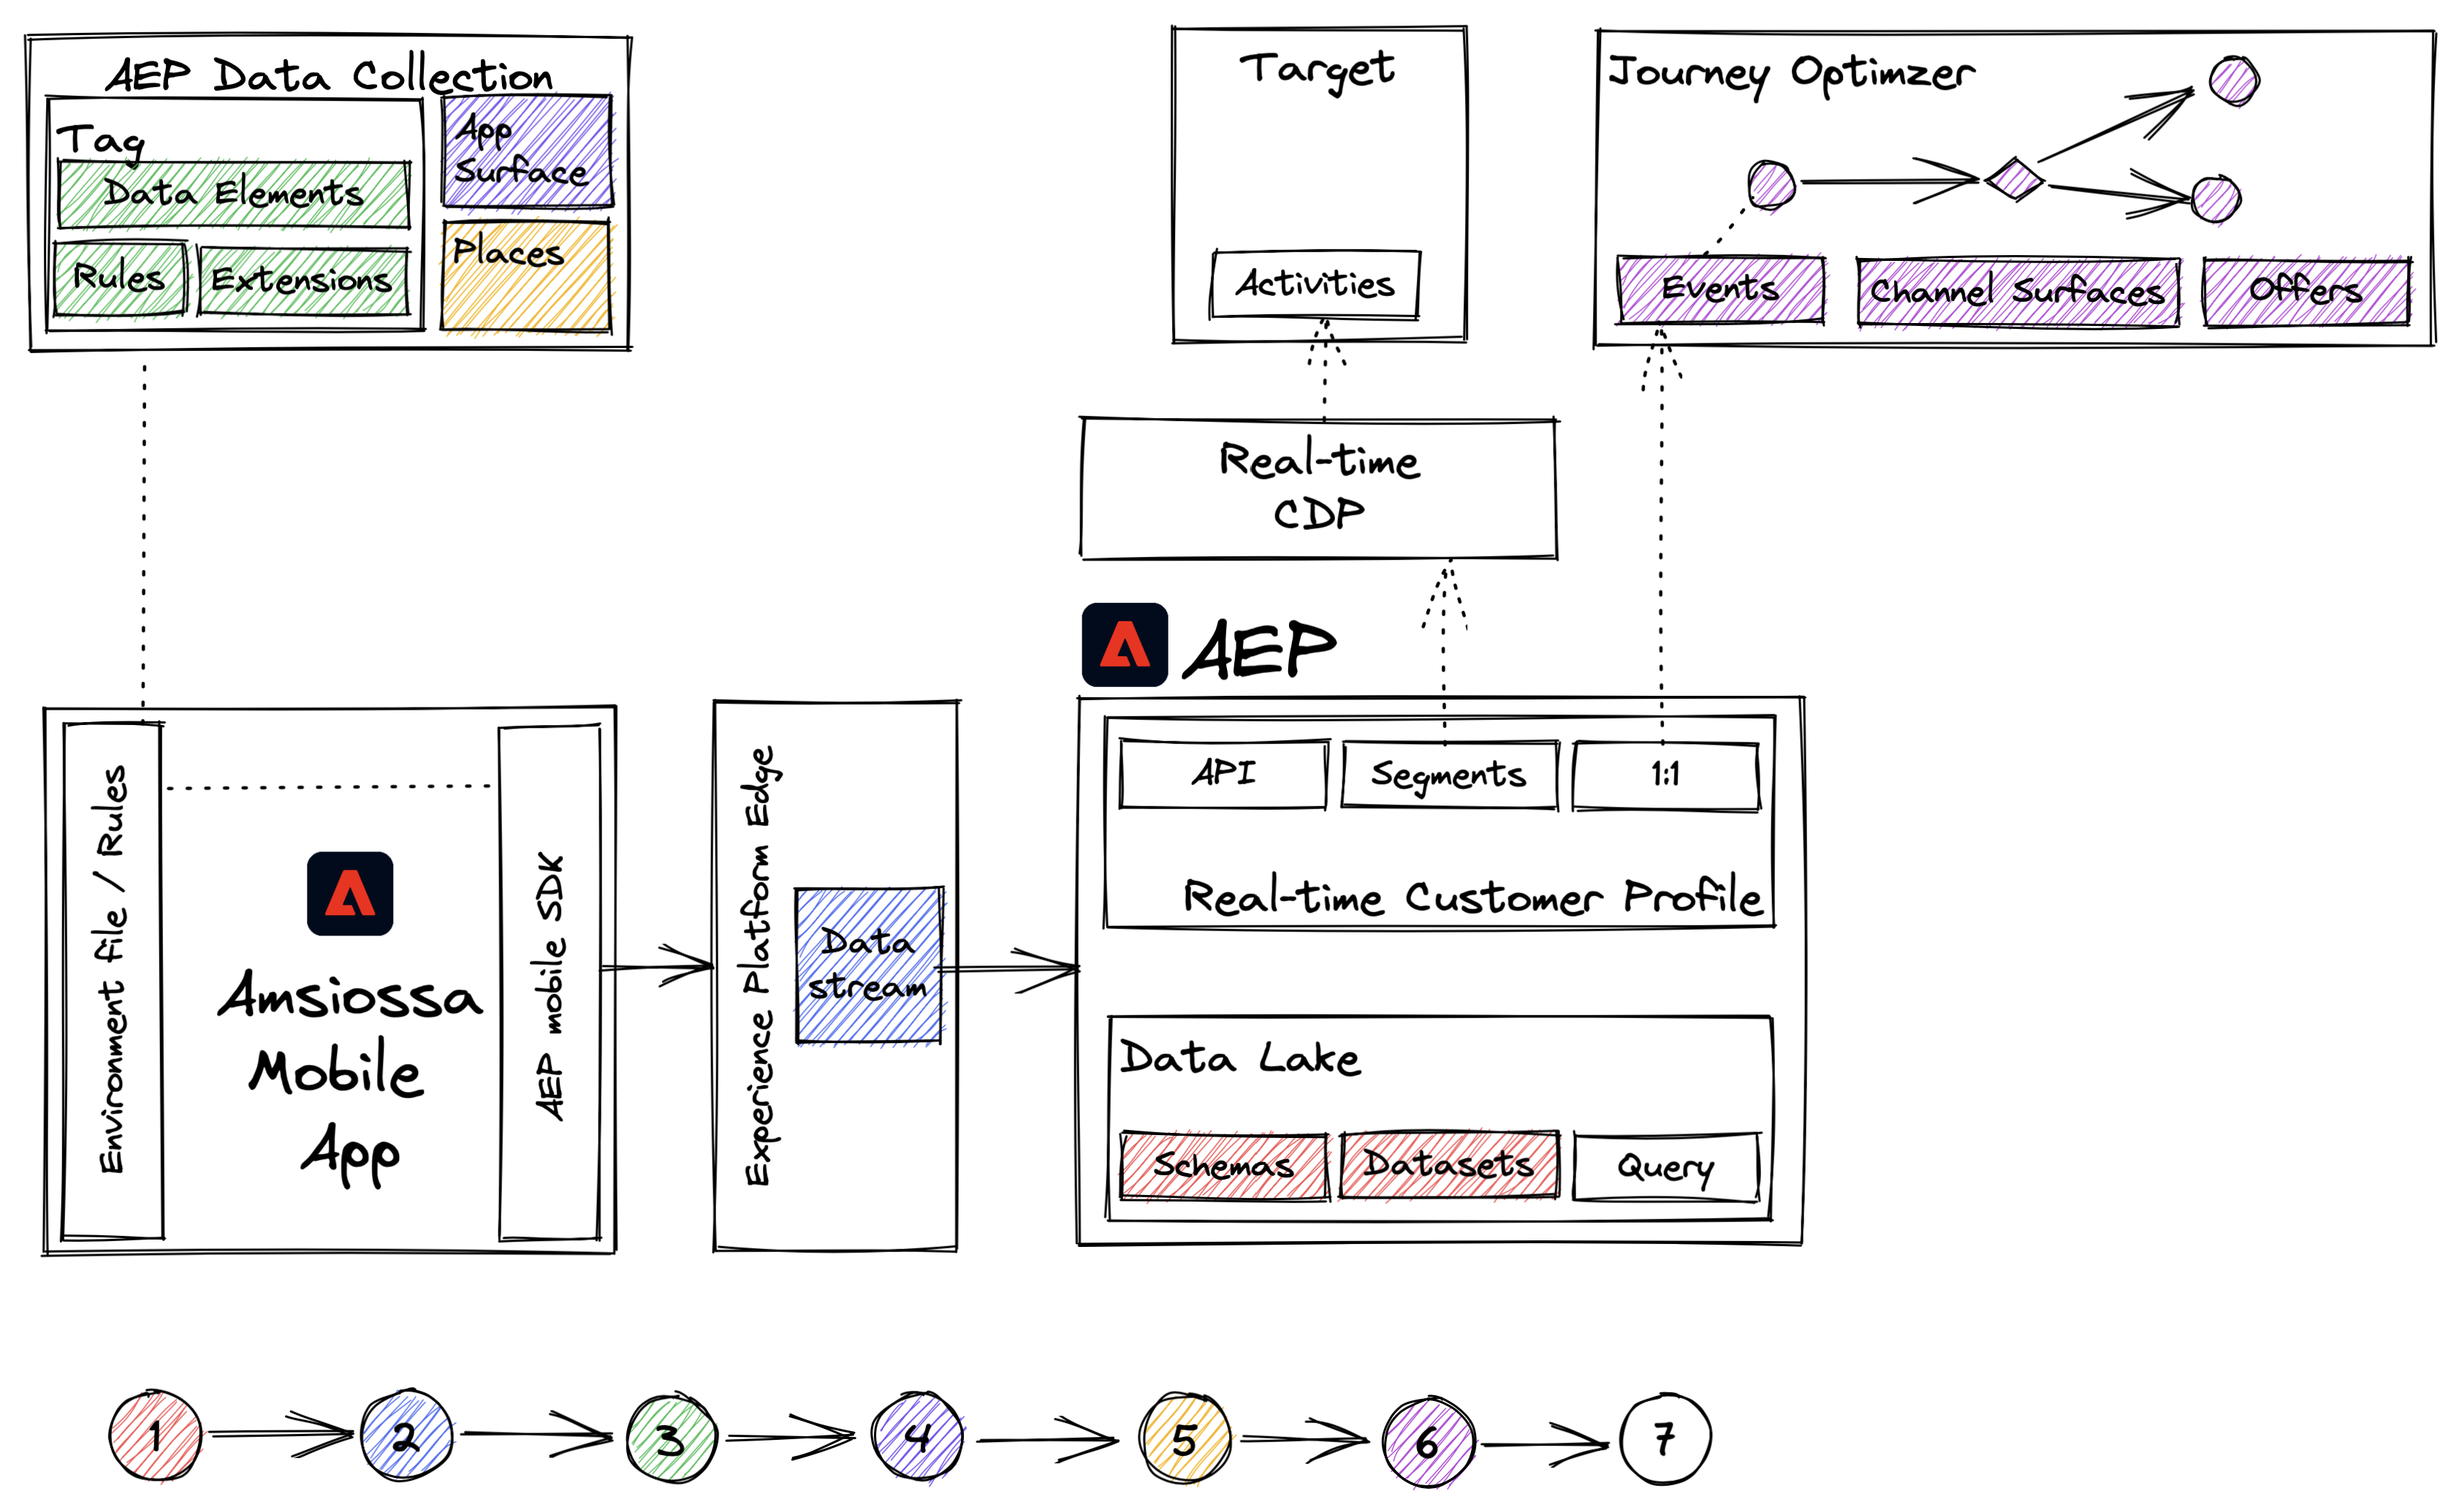 AEP Data Collection
Tag
Data Elements
Rules
Extensions
App
Surface
Places
Target
Activities
Journey Optimzer
Events
Channel Surfaces
Offers
Real-time
CDP
AEP
Environment file / Rules
Amsiossa
Mobile
App
AEP mobile SDK
Experience Platform Edge
Data
stream
API
Segments
1:1
Real-time Customer Profile
Data Lake
Schemas
Datasets
Query
1
2
3
4
5
6
7